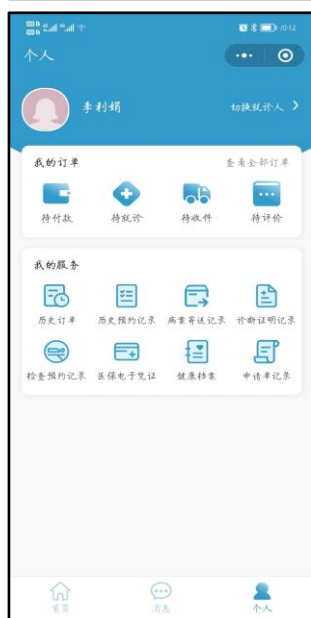 10:12
个人
李利娟
切换就诊人
我的订单
查看全部订单
待付款
待就诊
待收件
待评价
我的服务
历史订单
历史预约记录
病案寄送记录
诊断证明记录
检查预约记录
医保电子凭证
健康档案
申请单记录
首页
消息
个人